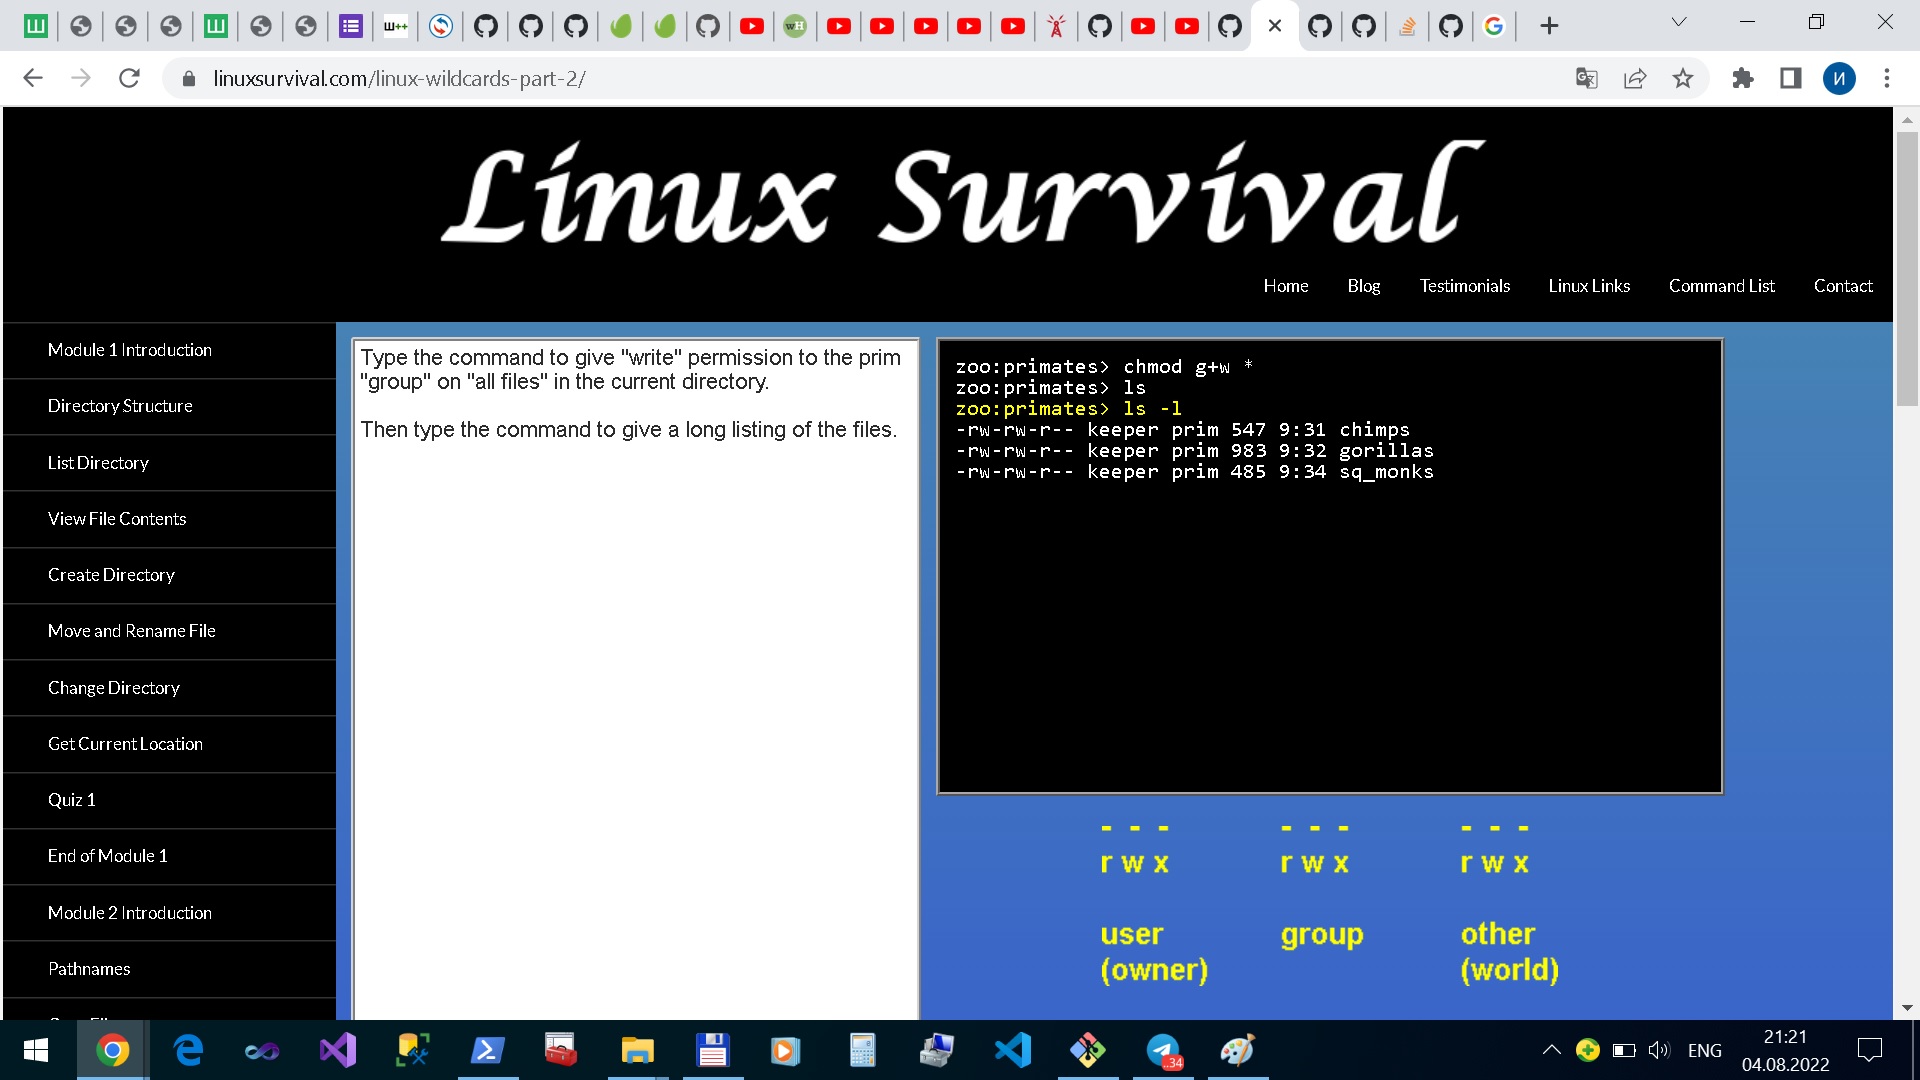 Ш
Ш
Ш++
wH
linuxsurvival.com/linux-wildcards-part-2/
И
Linux Survival
Home Blog Testimonials Linux Links Command List Contact
Module 1 Introduction
Directory Structure
List Directory
View File Contents
Create Directory
Move and Rename File
Change Directory
Get Current Location
Quiz 1
End of Module 1
Module 2 Introduction
Pathnames
Type the command to give "write" permission to the prim
"group" on "all files" in the current directory.
Then type the command to give a long listing of the files.
zoo:primates> chmod g+w *
zoo:primates> ls
zoo:primates> ls -l
-rw-rw-r-- keeper prim 547 9:31 chimps
-rw-rw-r-- keeper prim 983 9:32 gorillas
-rw-rw-r-- keeper prim 485 9:34 sq_monks
- - - - - - - - -
r w x r w x r w x
user group other
(owner) (world)
..34
ENG
21:21
04.08.2022